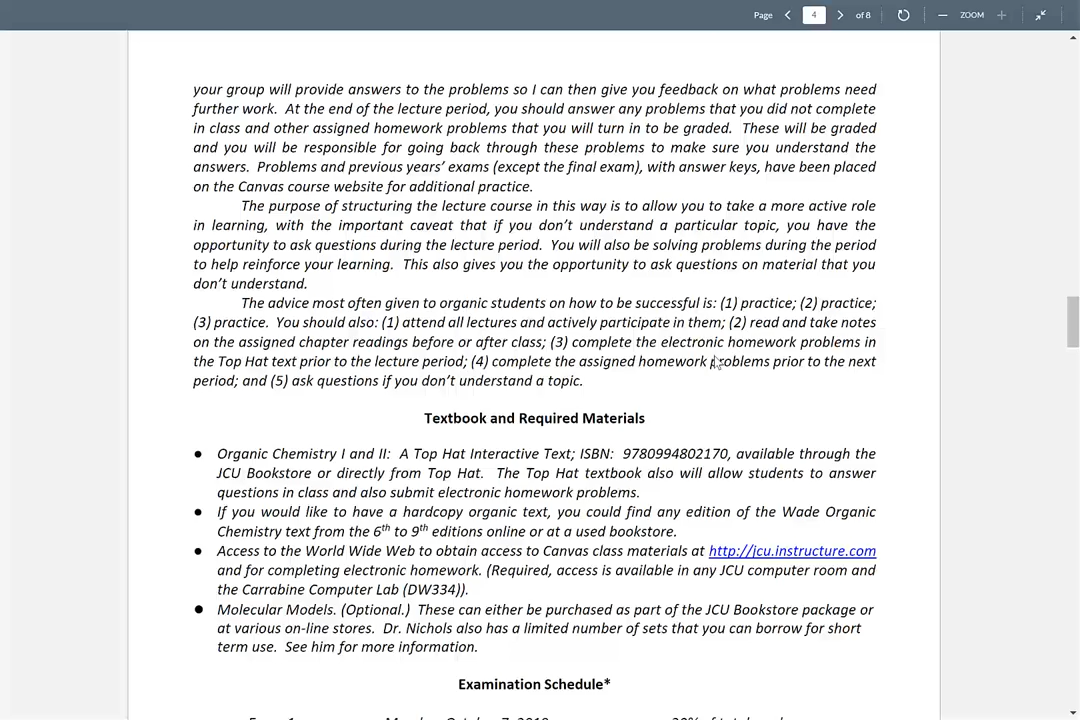 Page 4 of 8 ZOOM
your group will provide answers to the problems so I can then give you feedback on what problems need
further work. At the end of the lecture period, you should answer any problems that you did not complete
in class and other assigned homework problems that you will turn in to be graded. These will be graded
and you will be responsible for going back through these problems to make sure you understand the
answers. Problems and previous years’ exams (except the final exam), with answer keys, have been placed
on the Canvas course website for additional practice.
The purpose of structuring the lecture course in this way is to allow you to take a more active role
in learning, with the important caveat that if you don’t understand a particular topic, you have the
opportunity to ask questions during the lecture period. You will also be solving problems during the period
to help reinforce your learning. This also gives you the opportunity to ask questions on material that you
don’t understand.
The advice most often given to organic students on how to be successful is: (1) practice; (2) practice;
(3) practice. You should also: (1) attend all lectures and actively participate in them; (2) read and take notes
on the assigned chapter readings before or after class; (3) complete the electronic homework problems in
the Top Hat text prior to the lecture period; (4) complete the assigned homework problems prior to the next
period; and (5) ask questions if you don’t understand a topic.
Textbook and Required Materials
● Organic Chemistry I and II: A Top Hat Interactive Text; ISBN: 9780994802170, available through the
JCU Bookstore or directly from Top Hat. The Top Hat textbook also will allow students to answer
questions in class and also submit electronic homework problems.
● If you would like to have a hardcopy organic text, you could find any edition of the Wade Organic
Chemistry text from the 6th to 9th editions online or at a used bookstore.
● Access to the World Wide Web to obtain access to Canvas class materials at http://jcu.instructure.com
and for completing electronic homework. (Required, access is available in any JCU computer room and
the Carrabine Computer Lab (DW334)).
● Molecular Models. (Optional.) These can either be purchased as part of the JCU Bookstore package or
at various on-line stores. Dr. Nichols also has a limited number of sets that you can borrow for short
term use. See him for more information.
Examination Schedule*